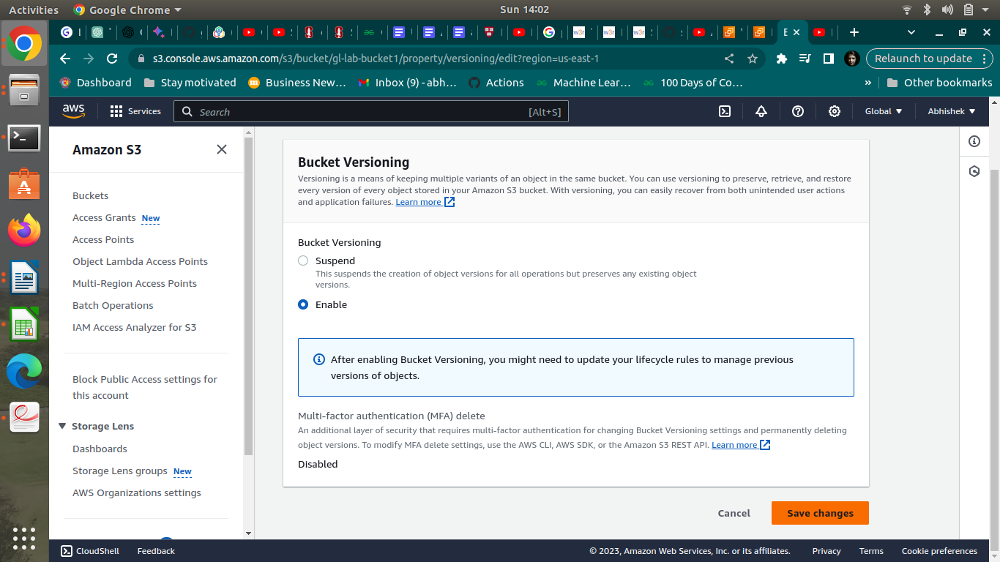 Activities
Google Chrome
Sun 14:02
s3.console.aws.amazon.com/s3/bucket/gl-lab-bucket1/property/versioning/edit?region=us-east-1
Relaunch to update
Dashboard
Stay motivated
Business New…
Inbox (9) - abh…
Actions
Machine Lear…
100 Days of Co…
»
Other bookmarks
aws
Services
Search
[Alt+S]
Global
Abhishek
Amazon S3
Buckets
Access Grants New
Access Points
Object Lambda Access Points
Multi-Region Access Points
Batch Operations
IAM Access Analyzer for S3
Block Public Access settings for
this account
Storage Lens
Dashboards
Storage Lens groups New
AWS Organizations settings
Bucket Versioning
Versioning is a means of keeping multiple variants of an object in the same bucket. You can use versioning to preserve, retrieve, and restore
every version of every object stored in your Amazon S3 bucket. With versioning, you can easily recover from both unintended user actions
and application failures. Learn more
Bucket Versioning
Suspend
This suspends the creation of object versions for all operations but preserves any existing object
versions.
Enable
After enabling Bucket Versioning, you might need to update your lifecycle rules to manage previous
versions of objects.
Multi-factor authentication (MFA) delete
An additional layer of security that requires multi-factor authentication for changing Bucket Versioning settings and permanently deleting
object versions. To modify MFA delete settings, use the AWS CLI, AWS SDK, or the Amazon S3 REST API. Learn more
Disabled
Cancel
Save changes
CloudShell
Feedback
© 2023, Amazon Web Services, Inc. or its affiliates.
Privacy
Terms
Cookie preferences